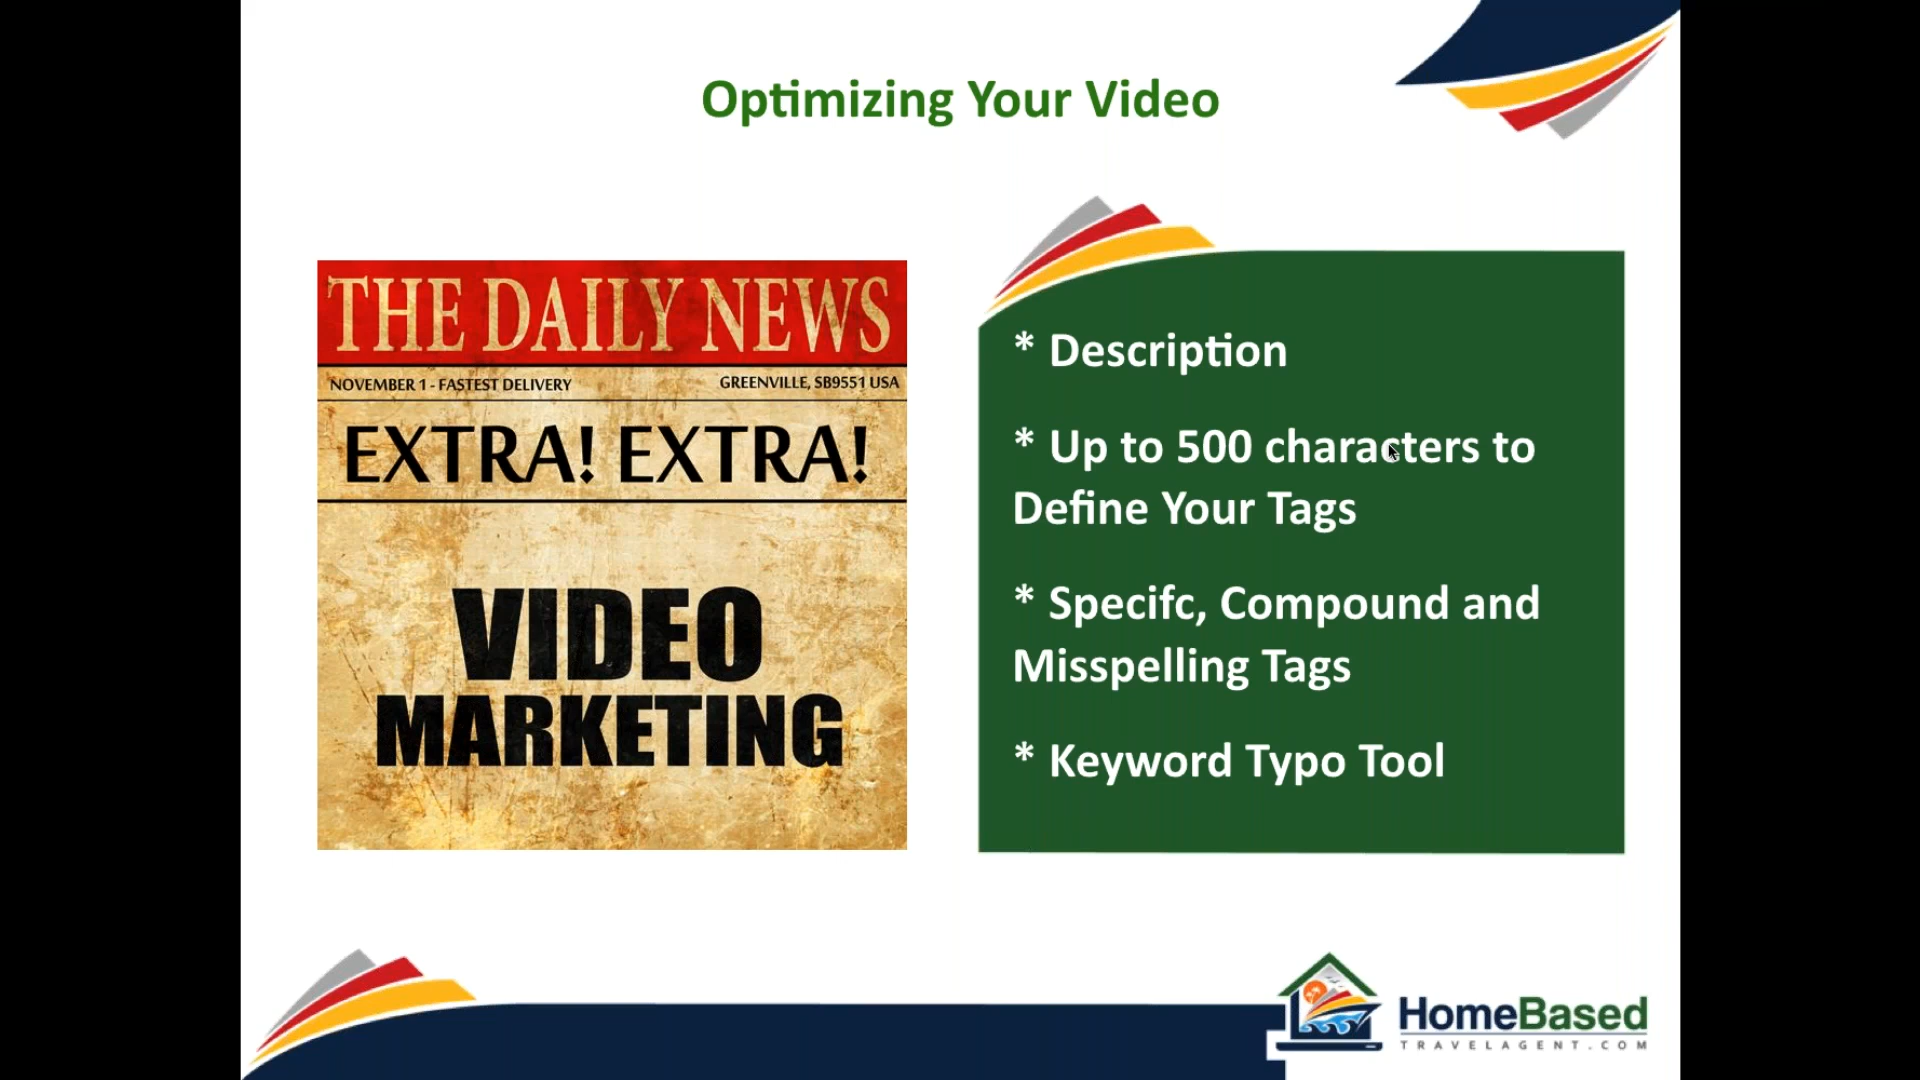 Optimizing Your Video
THE DAILY NEWS
NOVEMBER 1 - FASTEST DELIVERY
GREENVILLE, SB9551 USA
EXTRA! EXTRA!
VIDEO
MARKETING
* Description
* Up to 500 characters to
Define Your Tags
* Specifc, Compound and
Misspelling Tags
* Keyword Typo Tool
HomeBased
TRAVELAGENT.COM